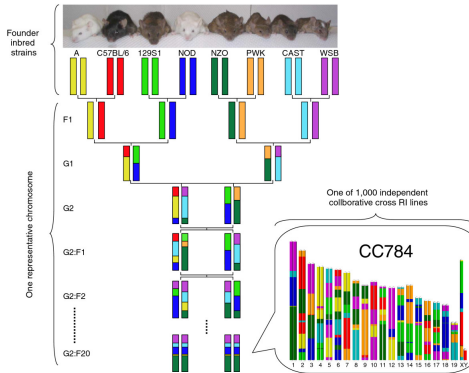 Founder
inbred
strains
A C57BL/6 129S1 NOD NZO PWK CAST WSB
One representative chromosome
F1
G1
G2
G2:F1
G2:F2
G2:F20
One of 1,000 independent
collborative cross RI lines
CC784
1 2 3 4 5 6 7 8 9 10 11 12 13 14 15 16 17 18 19 XY